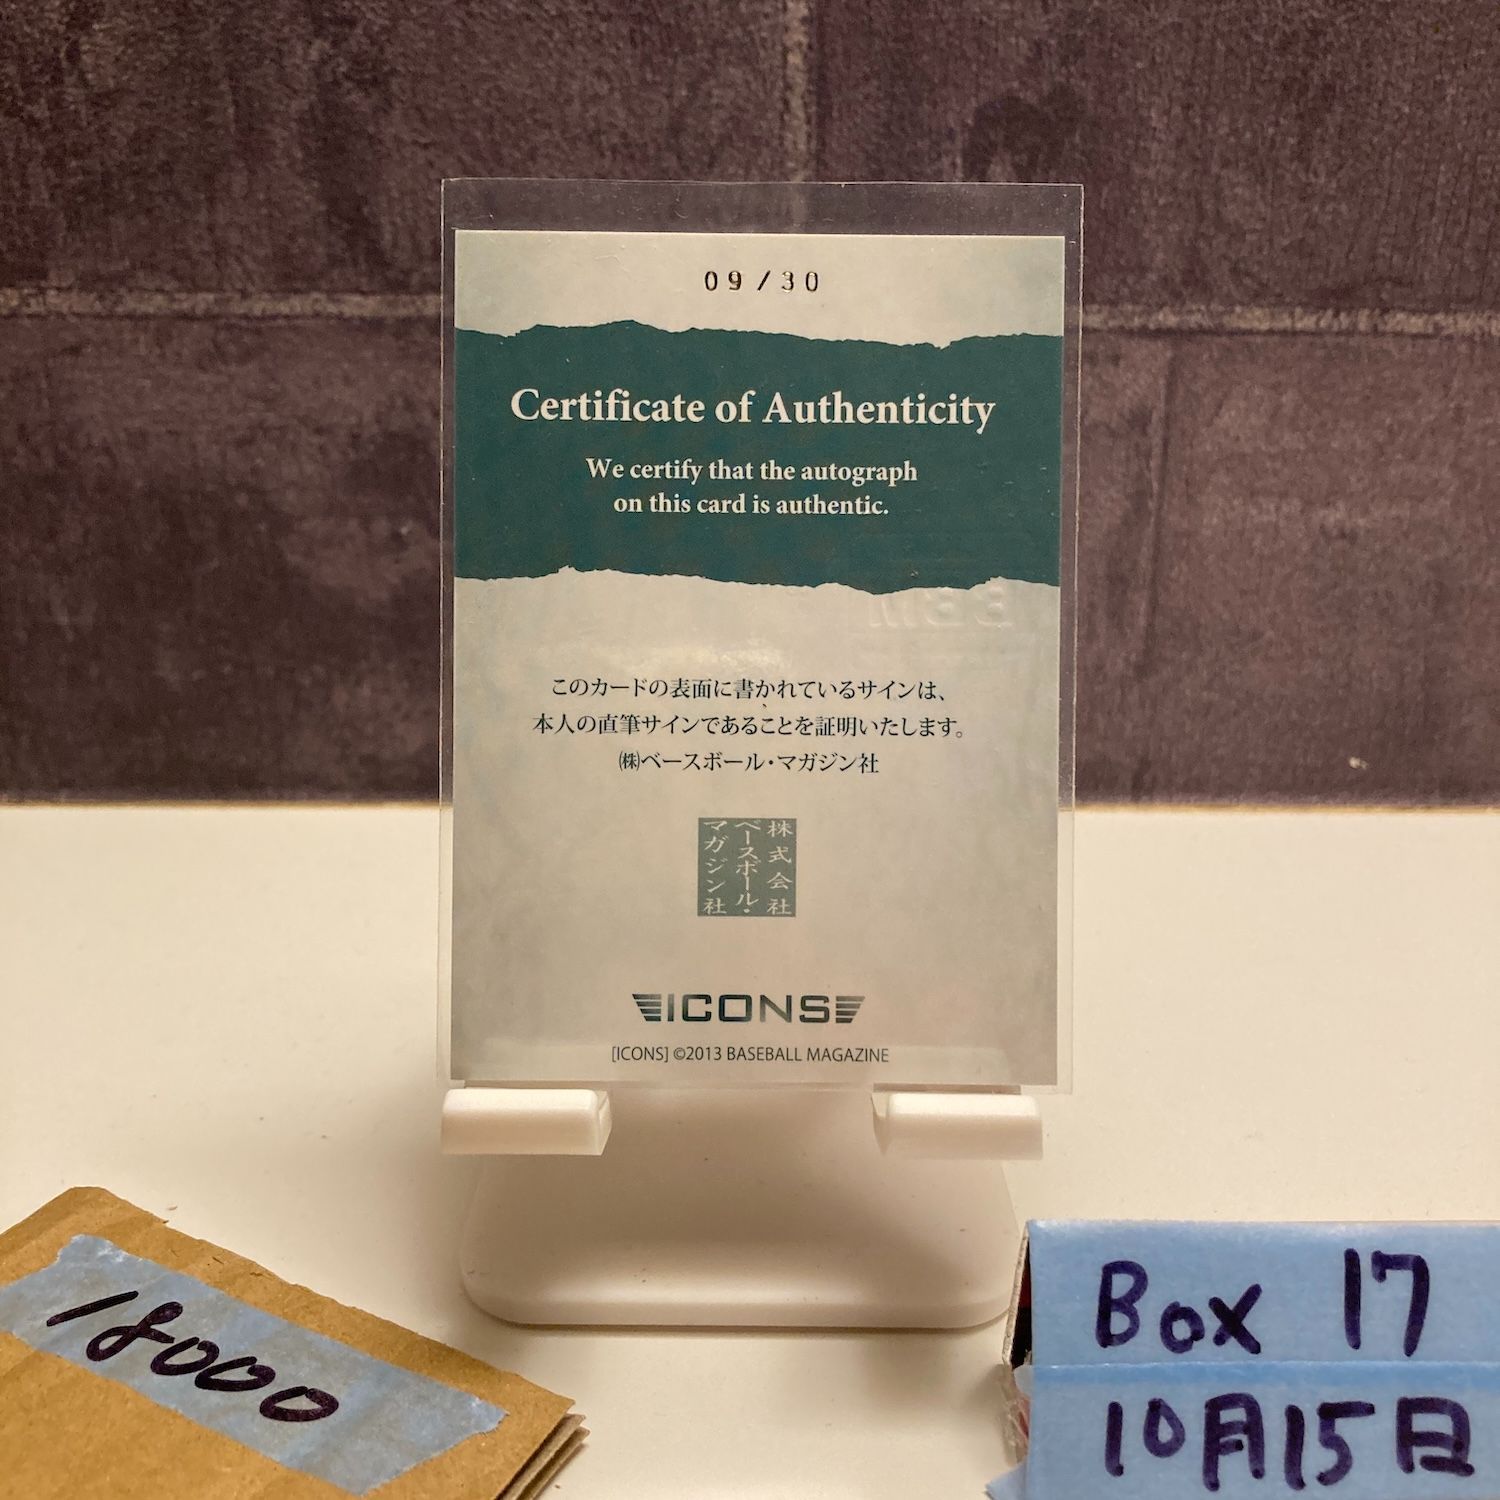 09/30
Certificate of Authenticity
We certify that the autograph
on this card is authentic.
BBM
このカードの表面に書かれているサインは、
本人の直筆サインであることを証明いたします。
㈱ベースボール・マガジン社
株式会社
ベースボール・
マガジン社
ICONS
[ICONS] ©2013 BASEBALL MAGAZINE
18000
Box 17
10月15日